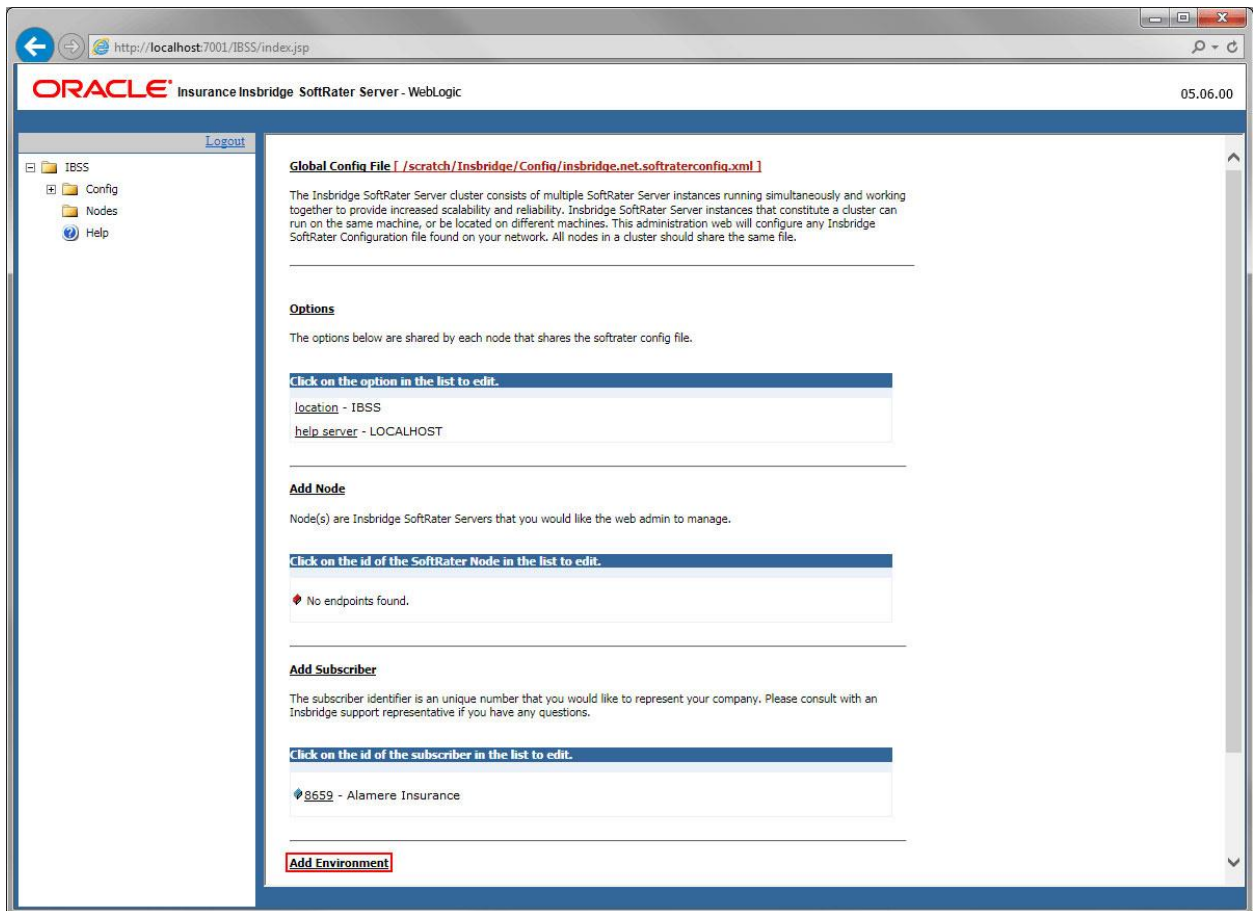 http://localhost:7001/IBSS/index.jsp
ORACLE® Insurance Insbridge SoftRater Server - WebLogic
05.06.00
Logout
IBSS
Config
Nodes
Help
Global Config File [ /scratch/Insbridge/Config/insbridge.net.softraterconfig.xml ]
The Insbridge SoftRater Server cluster consists of multiple SoftRater Server instances running simultaneously and working
together to provide increased scalability and reliability. Insbridge SoftRater Server instances that constitute a cluster can
run on the same machine, or be located on different machines. This administration web will configure any Insbridge
SoftRater Configuration file found on your network. All nodes in a cluster should share the same file.
Options
The options below are shared by each node that shares the softrater config file.
Click on the option in the list to edit.
location - IBSS
help server - LOCALHOST
Add Node
Node(s) are Insbridge SoftRater Servers that you would like the web admin to manage.
Click on the id of the SoftRater Node in the list to edit.
No endpoints found.
Add Subscriber
The subscriber identifier is an unique number that you would like to represent your company. Please consult with an
Insbridge support representative if you have any questions.
Click on the id of the subscriber in the list to edit.
8659 - Alamere Insurance
Add Environment